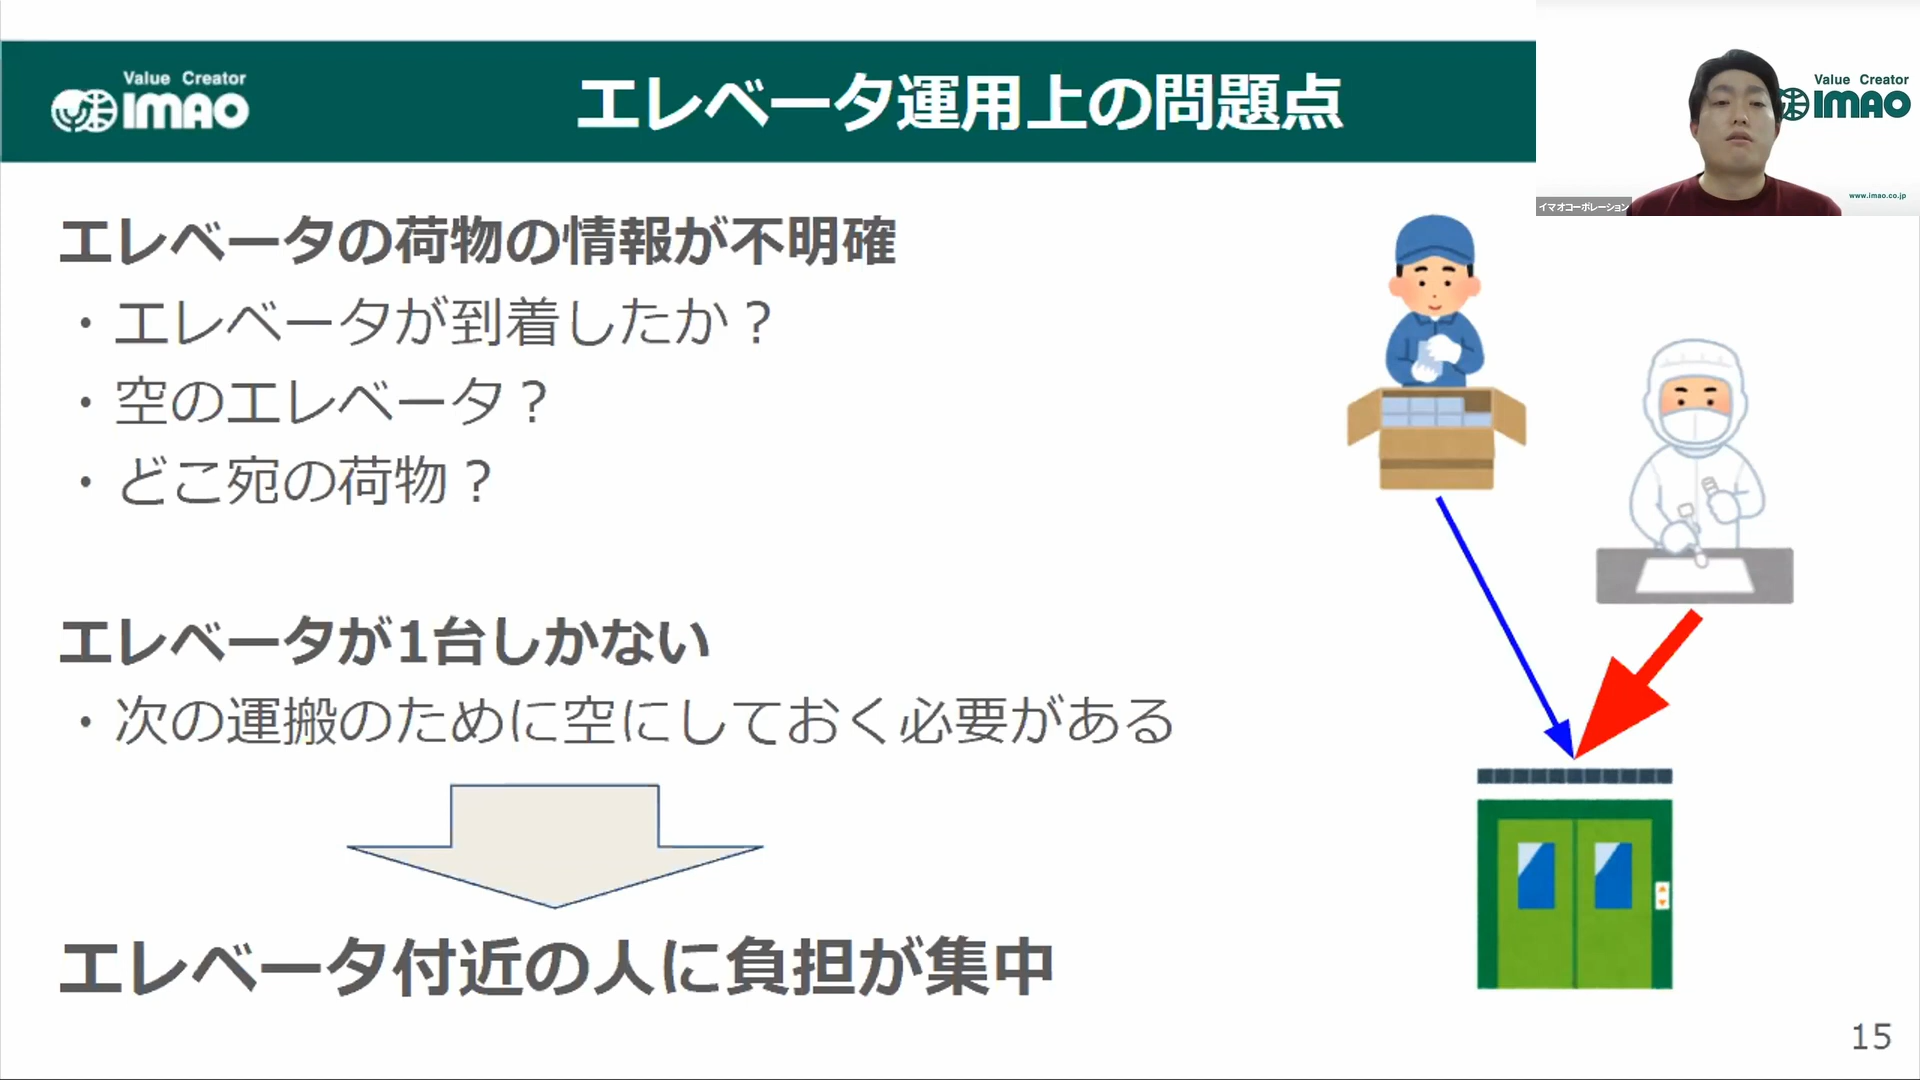 Value Creator
IMAO
エレベータ運用上の問題点
Value Creator
IMAO
www.imao.co.jp
イマオコーポレーション
エレベータの荷物の情報が不明確
・エレベータが到着したか？
・空のエレベータ？
・どこ宛の荷物？
エレベータが1台しかない
・次の運搬のために空にしておく必要がある
エレベータ付近の人に負担が集中
15